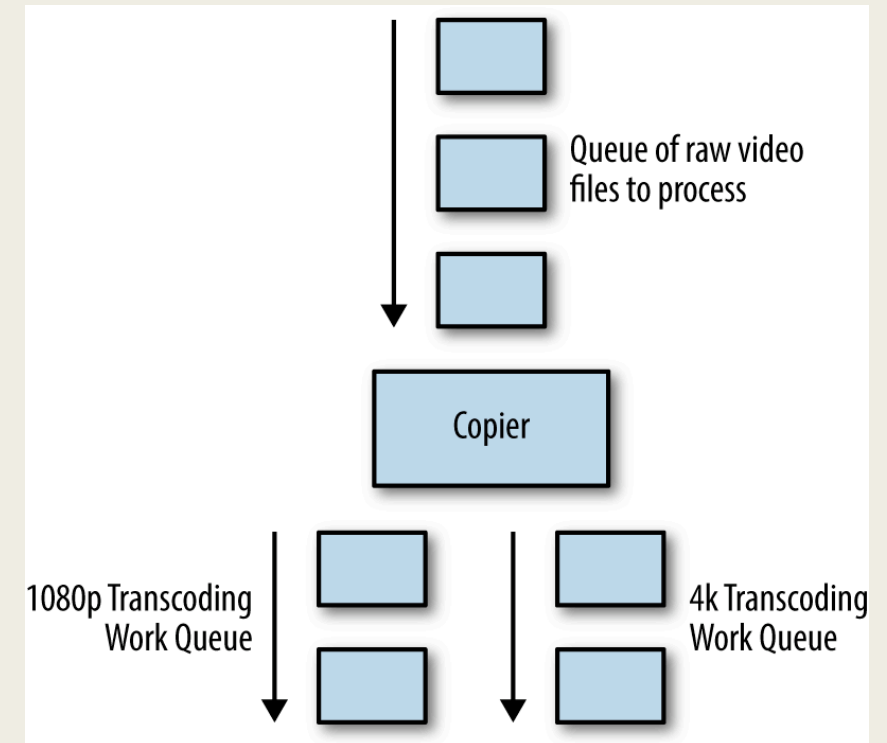 Queue of raw video
files to process
Copier
1080p Transcoding
Work Queue
4k Transcoding
Work Queue